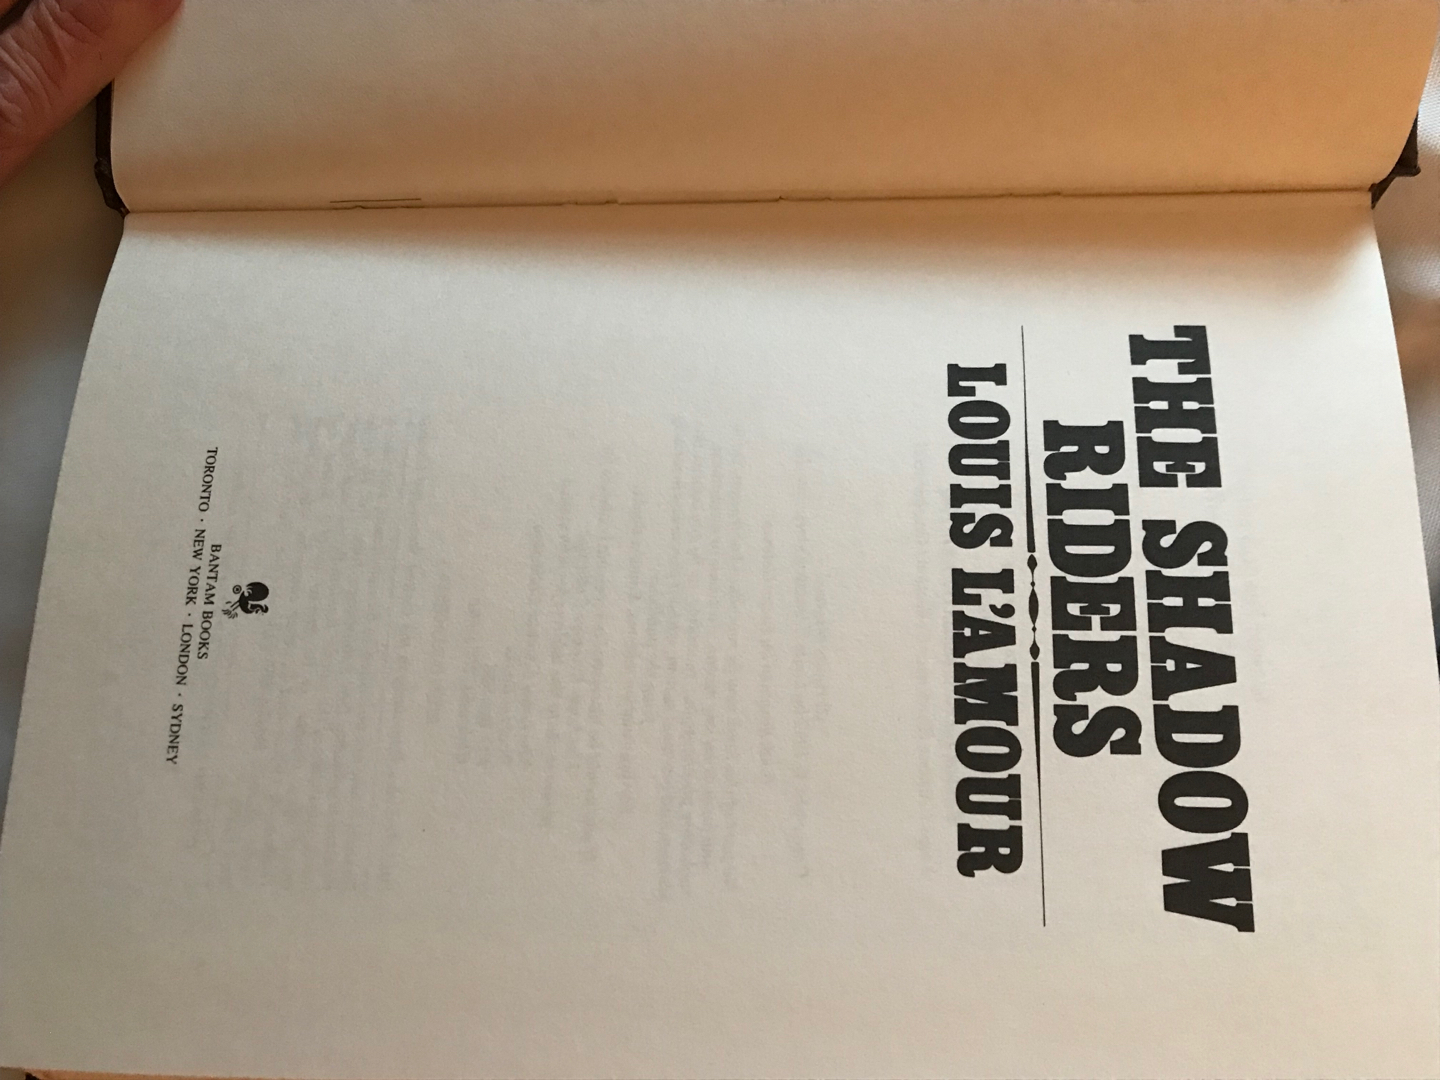 THE SHADOW
RIDERS
LOUIS L'AMOUR
BANTAM BOOKS
TORONTO · NEW YORK · LONDON · SYDNEY